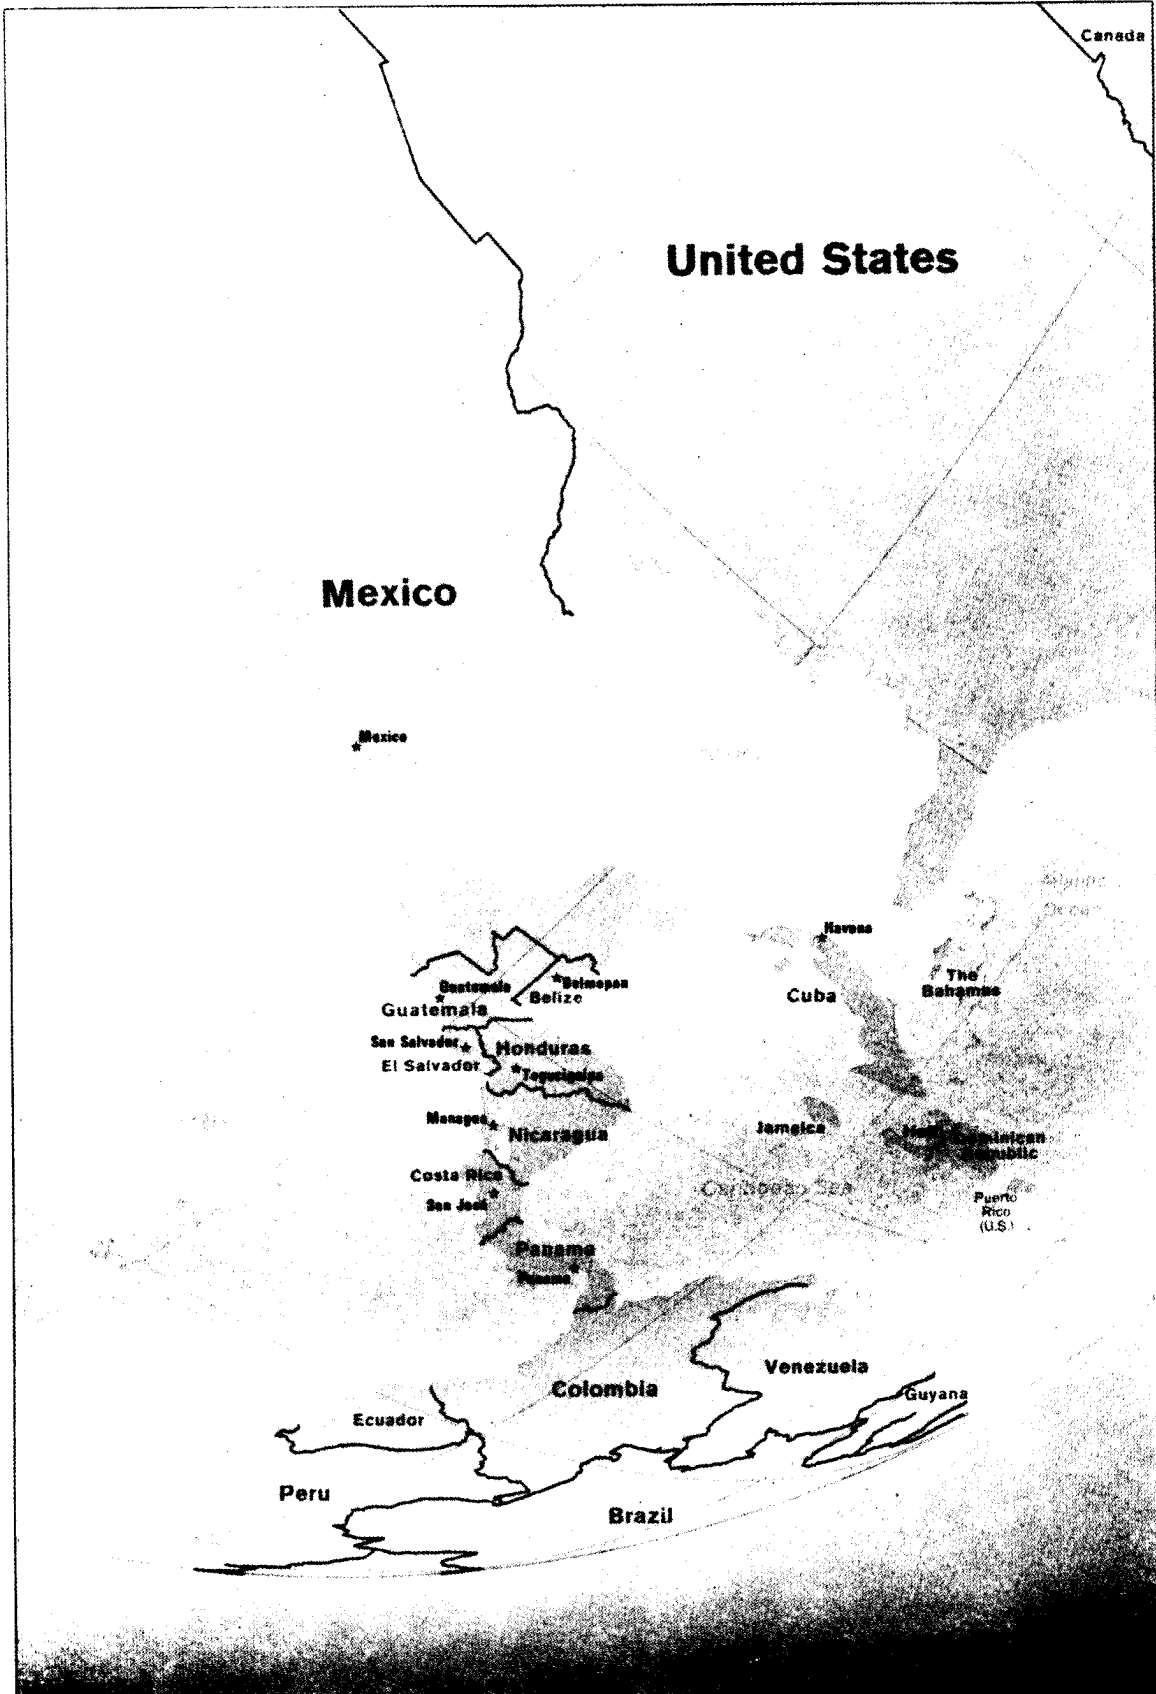 Canada
United States
Mexico
Mexico
Havana
The
Bahamas
Cuba
Guatemala
Belmopan
Belize
Guatemala
San Salvador
Honduras
El Salvador
Tegucigalpa
Managua
Nicaragua
Jamaica
Dominican
Republic
Costa Rica
San José
Caribbean Sea
Puerto
Rico
(U.S.)
Panama
Panama
Venezuela
Colombia
Guyana
Ecuador
Peru
Brazil